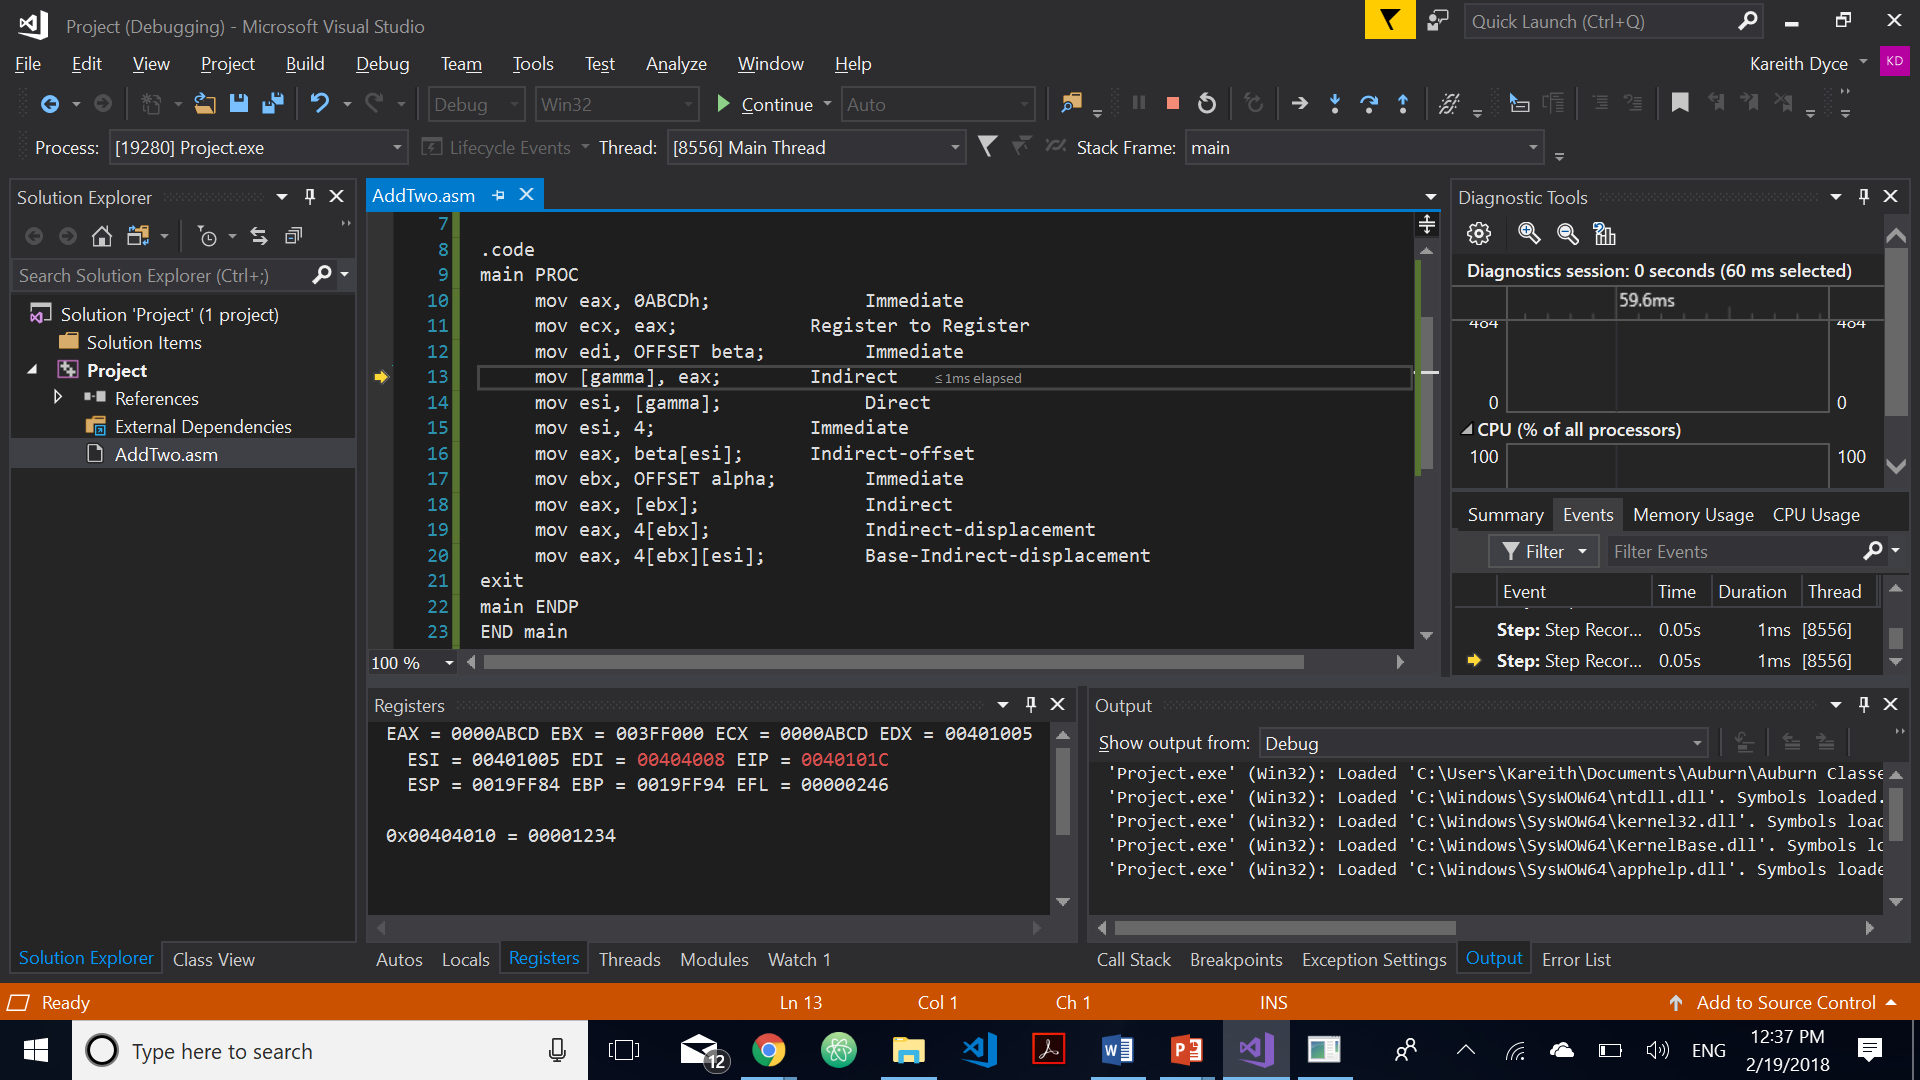 Project (Debugging) - Microsoft Visual Studio
Quick Launch (Ctrl+Q)
File Edit View Project Build Debug Team Tools Test Analyze Window Help
Kareith Dyce
KD
Debug
Win32
Continue
Auto
Process: [19280] Project.exe
Lifecycle Events
Thread: [8556] Main Thread
Stack Frame: main
Solution Explorer
Search Solution Explorer (Ctrl+;)
Solution 'Project' (1 project)
Solution Items
Project
References
External Dependencies
AddTwo.asm
Solution Explorer Class View
AddTwo.asm
7
8 .code
9 main PROC
10 mov eax, 0ABCDh; Immediate
11 mov ecx, eax; Register to Register
12 mov edi, OFFSET beta; Immediate
13 mov [gamma], eax; Indirect ≤1ms elapsed
14 mov esi, [gamma]; Direct
15 mov esi, 4; Immediate
16 mov eax, beta[esi]; Indirect-offset
17 mov ebx, OFFSET alpha; Immediate
18 mov eax, [ebx]; Indirect
19 mov eax, 4[ebx]; Indirect-displacement
20 mov eax, 4[ebx][esi]; Base-Indirect-displacement
21 exit
22 main ENDP
23 END main
100 %
Diagnostic Tools
Diagnostics session: 0 seconds (60 ms selected)
59.6ms
484 484
0 0
CPU (% of all processors)
100 100
Summary Events Memory Usage CPU Usage
Filter
Filter Events
Event Time Duration Thread
Step: Step Recor... 0.05s 1ms [8556]
Step: Step Recor... 0.05s 1ms [8556]
Registers
EAX = 0000ABCD EBX = 003FF000 ECX = 0000ABCD EDX = 00401005
ESI = 00401005 EDI = 00404008 EIP = 0040101C
ESP = 0019FF84 EBP = 0019FF94 EFL = 00000246
0x00404010 = 00001234
Autos Locals Registers Threads Modules Watch 1
Output
Show output from: Debug
'Project.exe' (Win32): Loaded 'C:\Users\Kareith\Documents\Auburn\Auburn Classe
'Project.exe' (Win32): Loaded 'C:\Windows\SysWOW64\ntdll.dll'. Symbols loaded.
'Project.exe' (Win32): Loaded 'C:\Windows\SysWOW64\kernel32.dll'. Symbols load
'Project.exe' (Win32): Loaded 'C:\Windows\SysWOW64\KernelBase.dll'. Symbols lo
'Project.exe' (Win32): Loaded 'C:\Windows\SysWOW64\apphelp.dll'. Symbols loade
Call Stack Breakpoints Exception Settings Output Error List
Ready
Ln 13 Col 1 Ch 1 INS
Add to Source Control
Type here to search
12
ENG
12:37 PM
2/19/2018